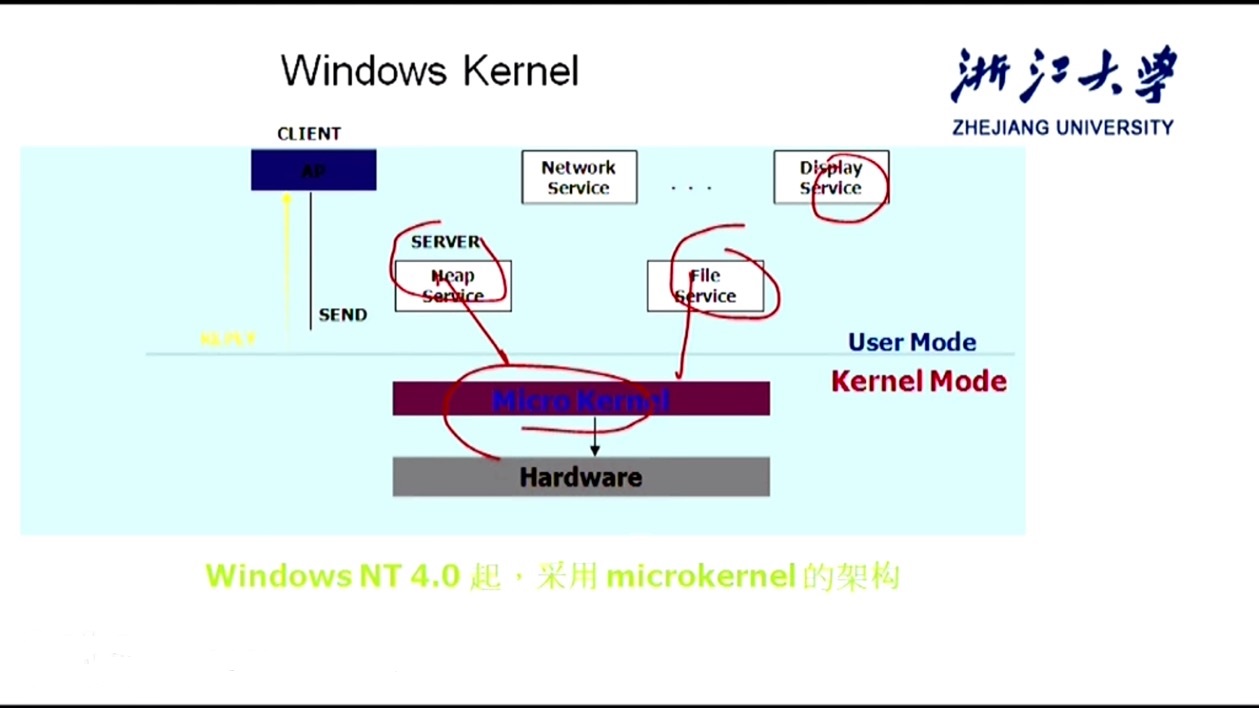 Windows Kernel
浙江大学
ZHEJIANG UNIVERSITY
CLIENT
AP
Network
Service
. . .
Display
Service
SERVER
Heap
Service
File
Service
SEND
REPLY
User Mode
Kernel Mode
Micro Kernel
Hardware
Windows NT 4.0 起，采用 microkernel 的架构